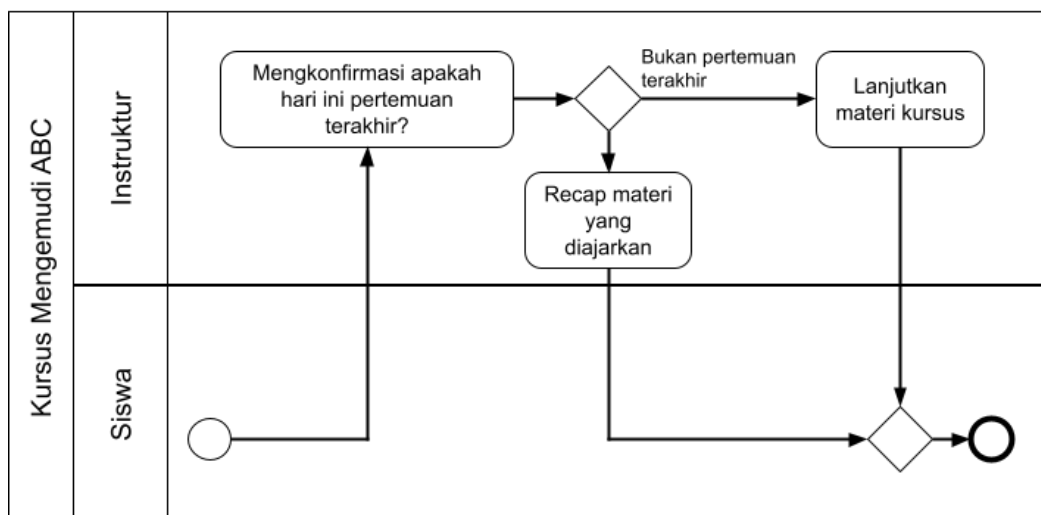 Kursus Mengemudi ABC
Instruktur
Mengkonfirmasi apakah
hari ini pertemuan
terakhir?
Bukan pertemuan
terakhir
Lanjutkan
materi kursus
Recap materi
yang
diajarkan
Siswa